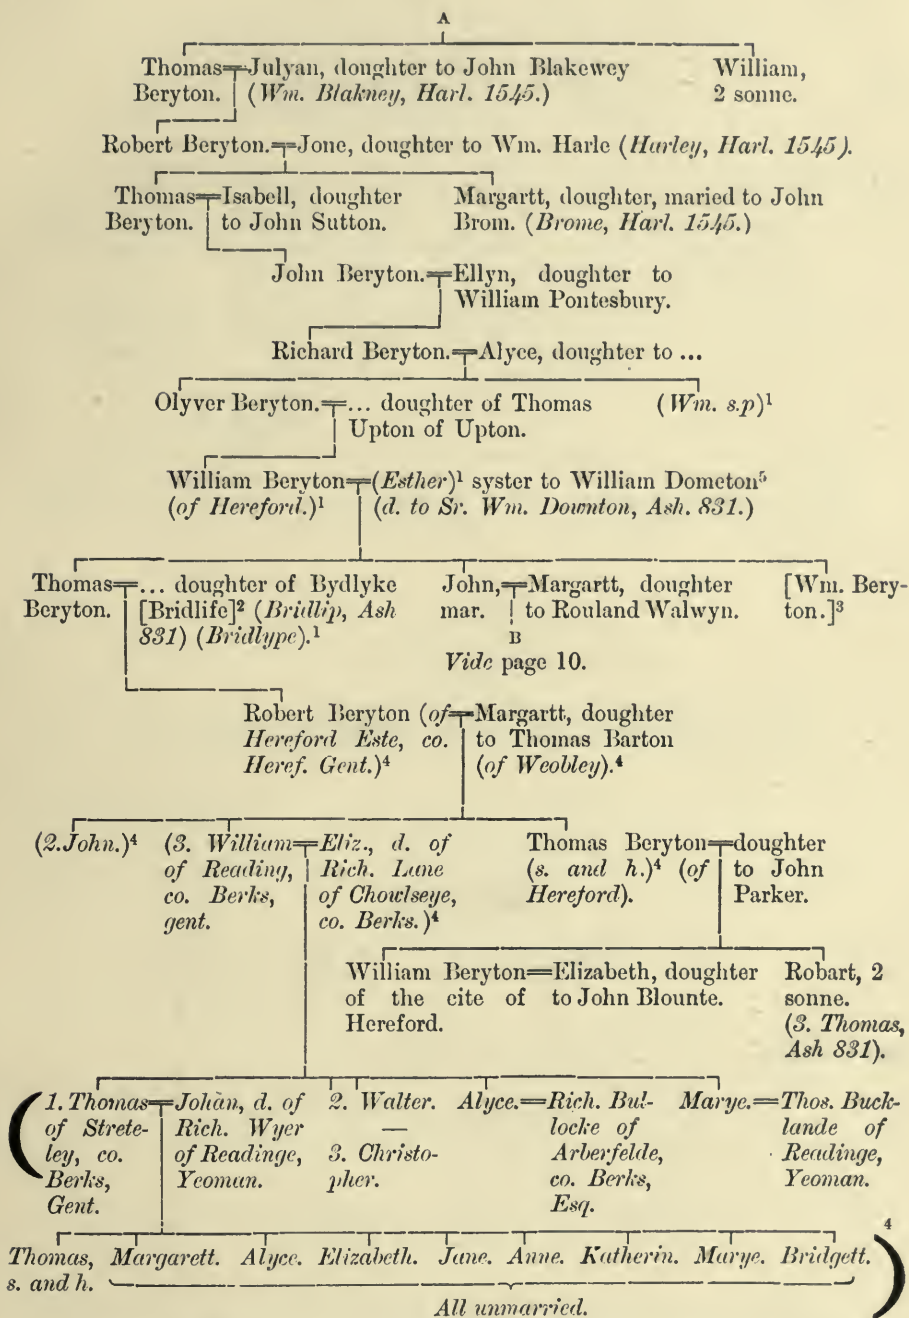 A
Thomas=Julyan, doughter to John Blakewey William,
Beryton. (Wm. Blakney, Harl. 1545.) 2 sonne.
Robert Beryton.=Jone, doughter to Wm. Harle (Harley, Harl. 1545).
Thomas=Isabell, doughter Margartt, doughter, maried to John
Beryton. to John Sutton. Brom. (Brome, Harl. 1545.)
John Beryton.=Ellyn, doughter to
William Pontesbury.
Richard Beryton.=Alyce, doughter to ...
Olyver Beryton.=... doughter of Thomas (Wm. s.p)¹
Upton of Upton.
William Beryton=(Esther)¹ syster to William Dometon⁵
(of Hereford.)¹ (d. to Sr. Wm. Downton, Ash. 831.)
Thomas=... doughter of Bydlyke John,=Margartt, doughter [Wm. Bery-
Beryton. [Bridlife]² (Bridlip, Ash mar. to Rouland Walwyn. ton.]³
831) (Bridlype).¹ B
Vide page 10.
Robert Beryton (of=Margartt, doughter
Hereford Este, co. to Thomas Barton
Heref. Gent.)⁴ (of Weobley).⁴
(2. John.)⁴ (3. William=Eliz., d. of Thomas Beryton=doughter
of Reading, Rich. Lane (s. and h.)⁴ (of to John
co. Berks, of Chowlseye, Hereford). Parker.
gent. co. Berks.)⁴
William Beryton=Elizabeth, doughter Robart, 2
of the cite of to John Blounte. sonne.
Hereford. (3. Thomas,
Ash 831).
(1. Thomas=Johan, d. of 2. Walter. Alyce.=Rich. Bul- Marye.=Thos. Buck-
of Strete- Rich. Wyer — locke of lande of
ley, co. of Readinge, 3. Christo- Arberfelde, Readinge,
Berks, Yeoman. pher. co. Berks, Yeoman.
Gent. Esq.
Thomas, Margarett. Alyce. Elizabeth. Jane. Anne. Katherin. Marye. Bridgett.)⁴
s. and h.
All unmarried.